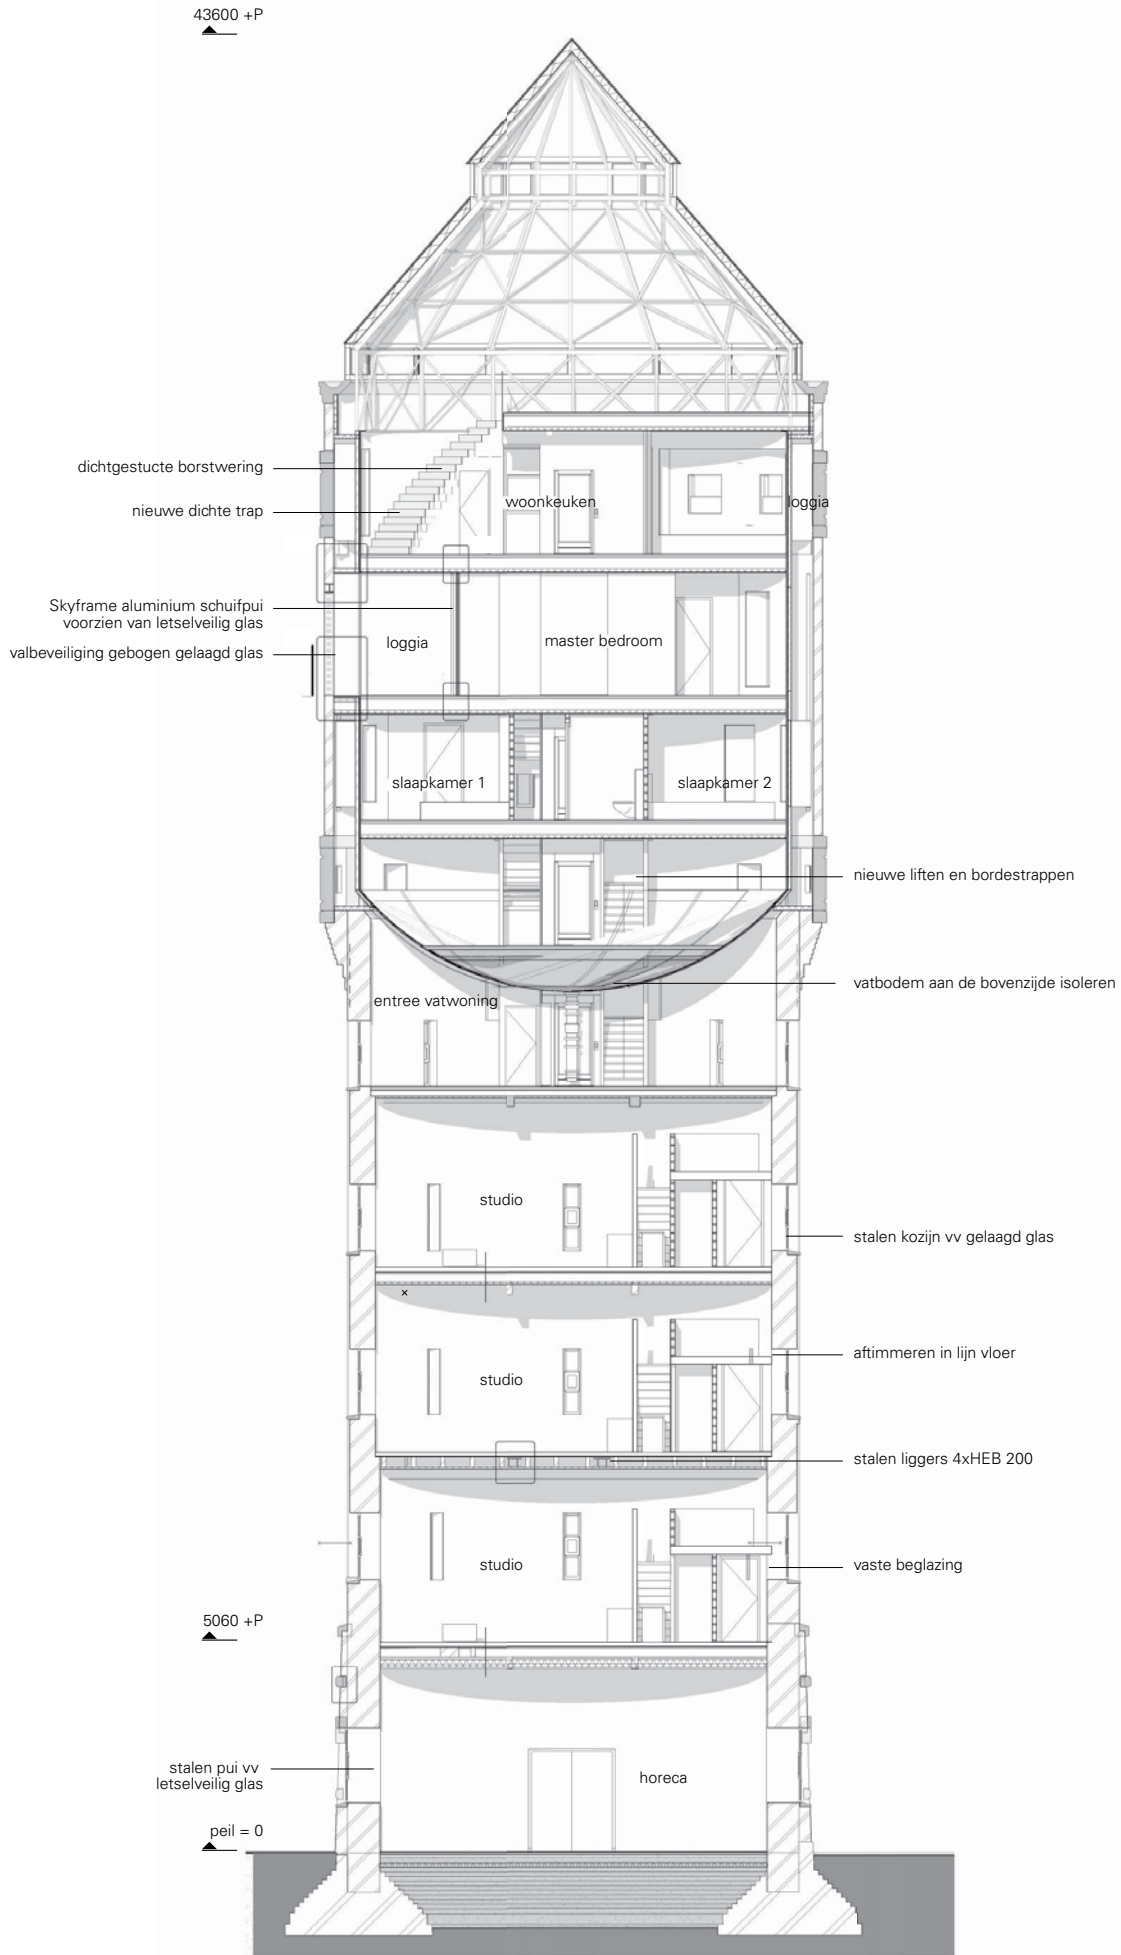 43600 +P
dichtgestucte borstwering
woonkeuken
loggia
nieuwe dichte trap
Skyframe aluminium schuifpui
voorzien van letselveilig glas
loggia
master bedroom
valbeveiliging gebogen gelaagd glas
slaapkamer 1
slaapkamer 2
nieuwe liften en bordestrappen
vatbodem aan de bovenzijde isoleren
entree vatwoning
studio
stalen kozijn vv gelaagd glas
×
aftimmeren in lijn vloer
studio
stalen liggers 4xHEB 200
studio
vaste beglazing
5060 +P
stalen pui vv
letselveilig glas
horeca
peil = 0